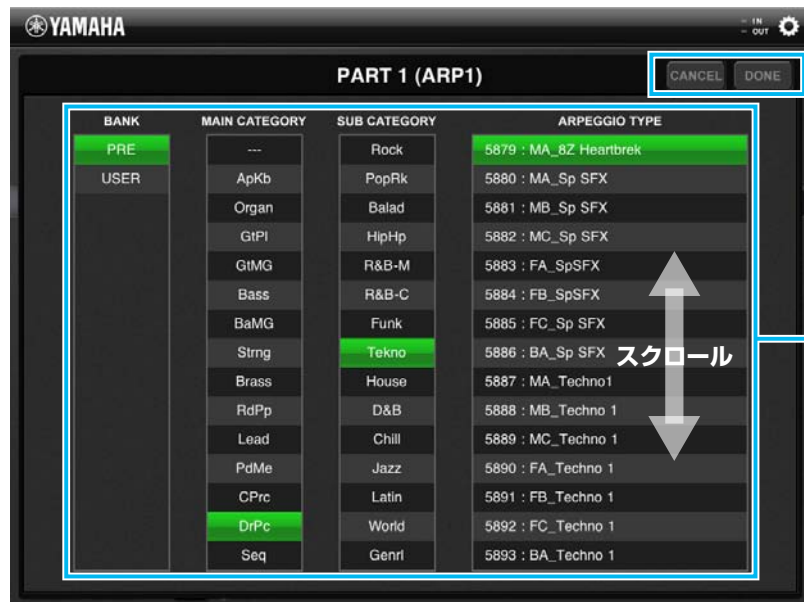 YAMAHA
IN
OUT
PART 1 (ARP1)
CANCEL
DONE
BANK
MAIN CATEGORY
SUB CATEGORY
ARPEGGIO TYPE
PRE
---
Rock
5879 : MA_8Z Heartbrek
USER
ApKb
PopRk
5880 : MA_Sp SFX
Organ
Balad
5881 : MB_Sp SFX
GtPl
HipHp
5882 : MC_Sp SFX
GtMG
R&B-M
5883 : FA_SpSFX
Bass
R&B-C
5884 : FB_SpSFX
BaMG
Funk
5885 : FC_Sp SFX
Strng
Tekno
5886 : BA_Sp SFX
スクロール
Brass
House
5887 : MA_Techno1
RdPp
D&B
5888 : MB_Techno 1
Lead
Chill
5889 : MC_Techno 1
PdMe
Jazz
5890 : FA_Techno 1
CPrc
Latin
5891 : FB_Techno 1
DrPc
World
5892 : FC_Techno 1
Seq
Genrl
5893 : BA_Techno 1